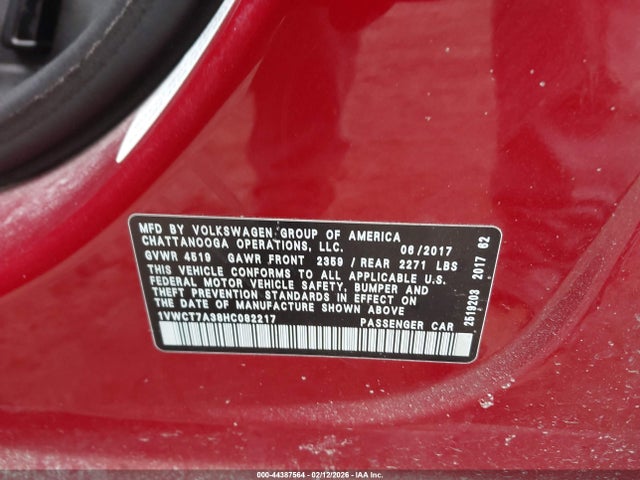 MFD BY VOLKSWAGEN GROUP OF AMERICA
CHATTANOOGA OPERATIONS, LLC. 06/2017
GVWR 4519 GAWR FRONT 2359 / REAR 2271 LBS
THIS VEHICLE CONFORMS TO ALL APPLICABLE U.S.
FEDERAL MOTOR VEHICLE SAFETY, BUMPER AND
THEFT PREVENTION STANDARDS IN EFFECT
ON THE DATE OF MANUFACTURE SHOWN ABOVE
1VWCT7A38HC082217 PASSENGER CAR
2519203 2017 62
000-44387564 - 02/12/2026 - IAA Inc.